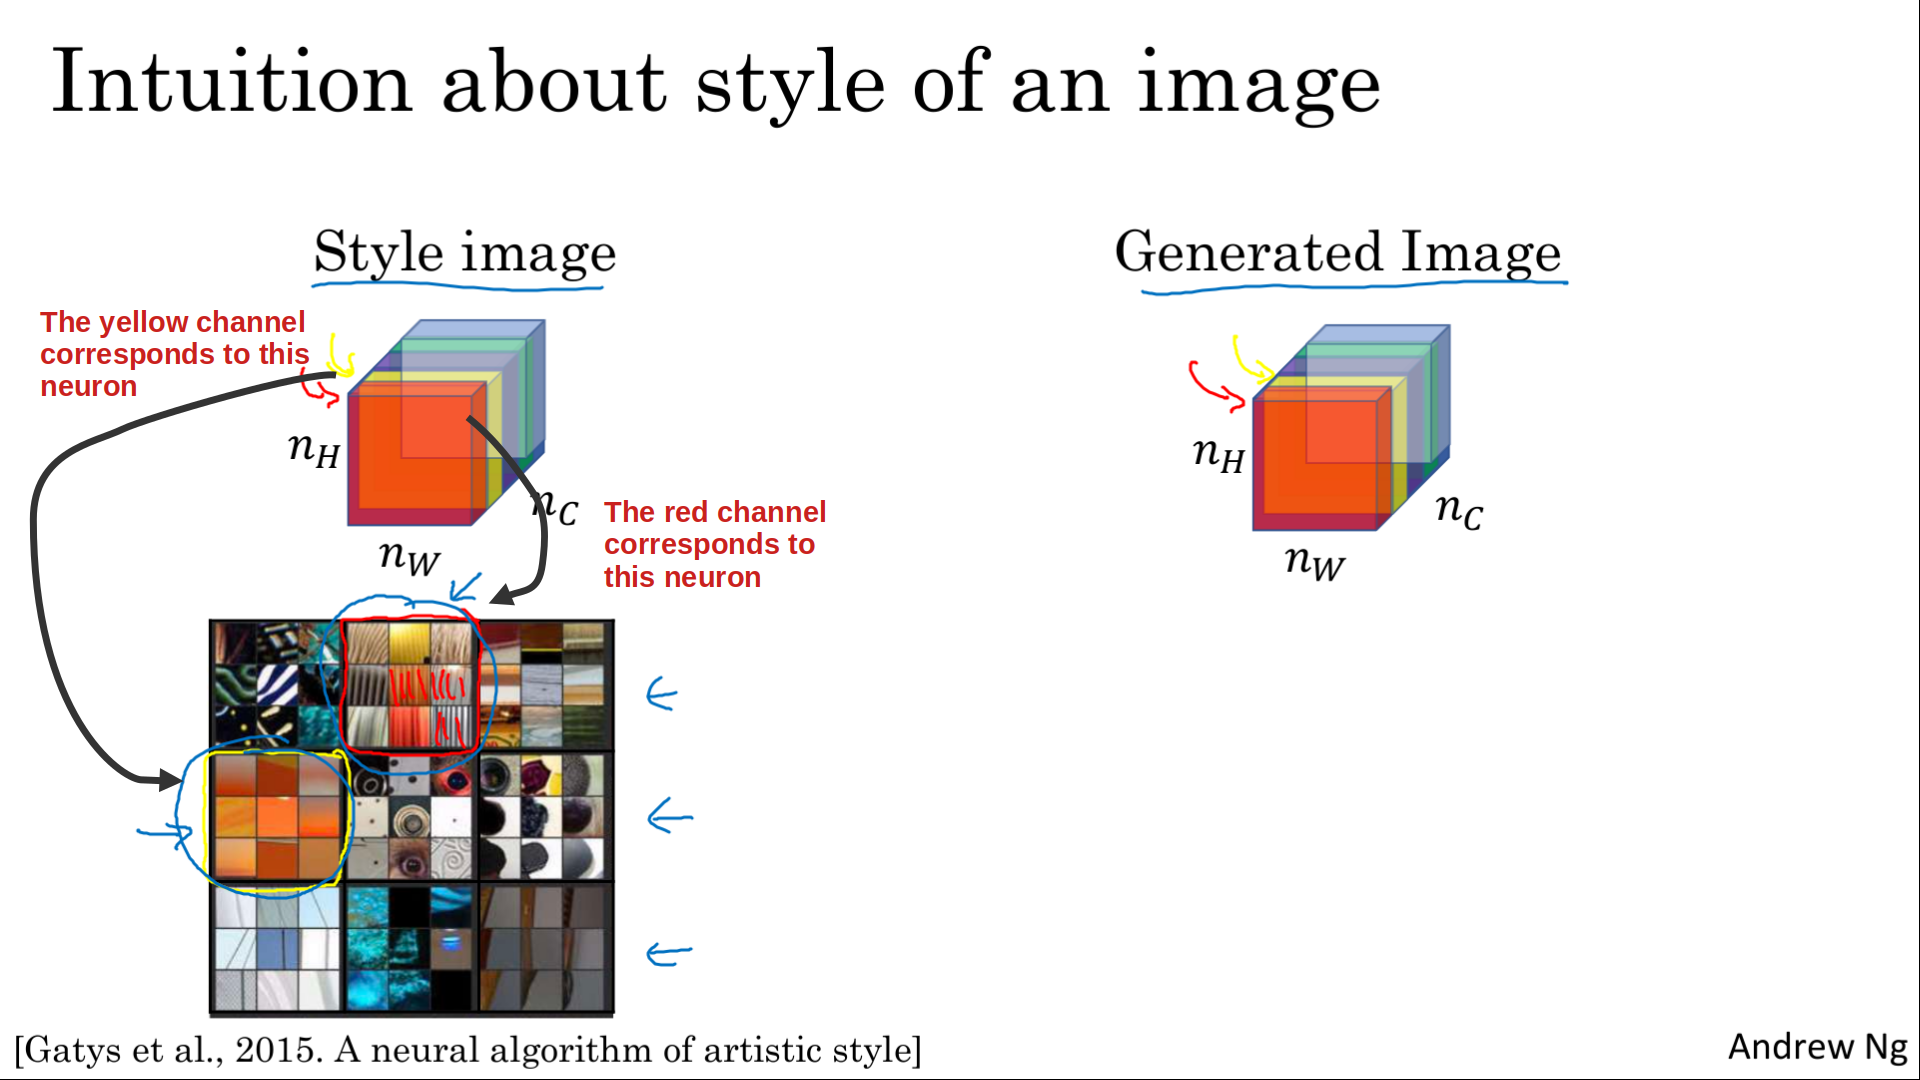 Intuition about style of an image
Style image
Generated Image
The yellow channel
corresponds to this
neuron
n_H
n_C
n_W
The red channel
corresponds to
this neuron
n_H
n_C
n_W
[Gatys et al., 2015. A neural algorithm of artistic style]
Andrew Ng